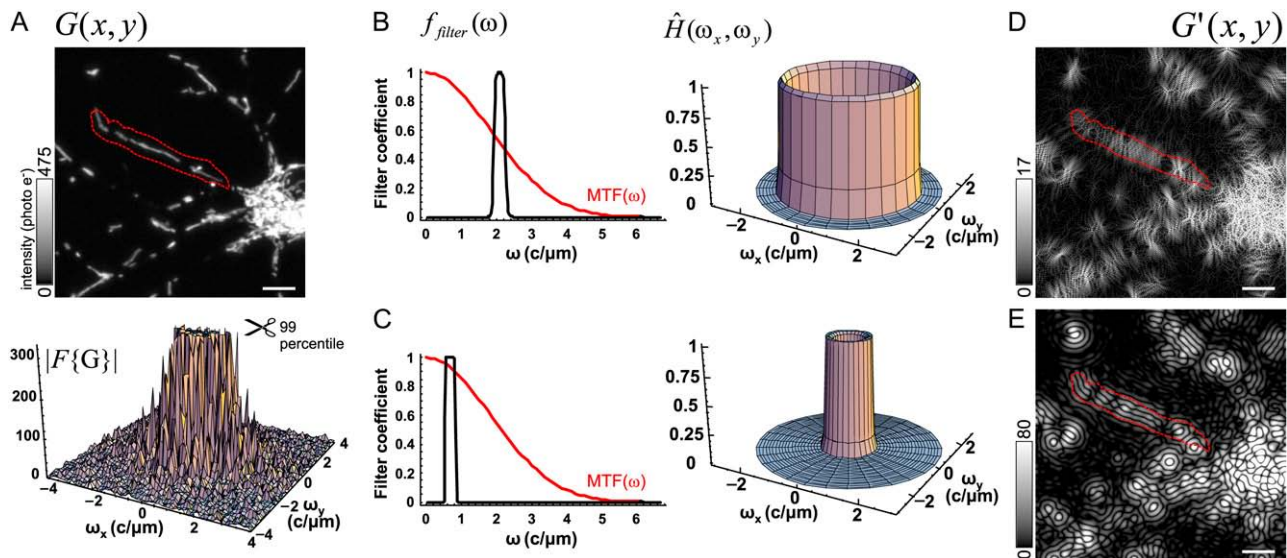 A
G(x, y)
475
intensity (photo e⁻)
0
|F{G}|
99
percentile
300
200
100
0
−4
−2
0
2
4
ωx (c/µm)
−4
−2
0
2
4
ωy
(c/µm)
B
f filter (ω)
Filter coefficient
1
0.8
0.6
0.4
0.2
0
MTF(ω)
0 1 2 3 4 5 6
ω (c/µm)
Ĥ(ωx, ωy)
1
0.75
0.5
0.25
0
−2
0
2
ωx (c/µm)
−2
0
2
ωy
(c/µm)
C
Filter coefficient
1
0.8
0.6
0.4
0.2
0
MTF(ω)
0 1 2 3 4 5 6
ω (c/µm)
1
0.75
0.5
0.25
0
−2
0
2
ωx (c/µm)
−2
0
2
ωy
(c/µm)
D
G'(x, y)
17
0
E
80
0